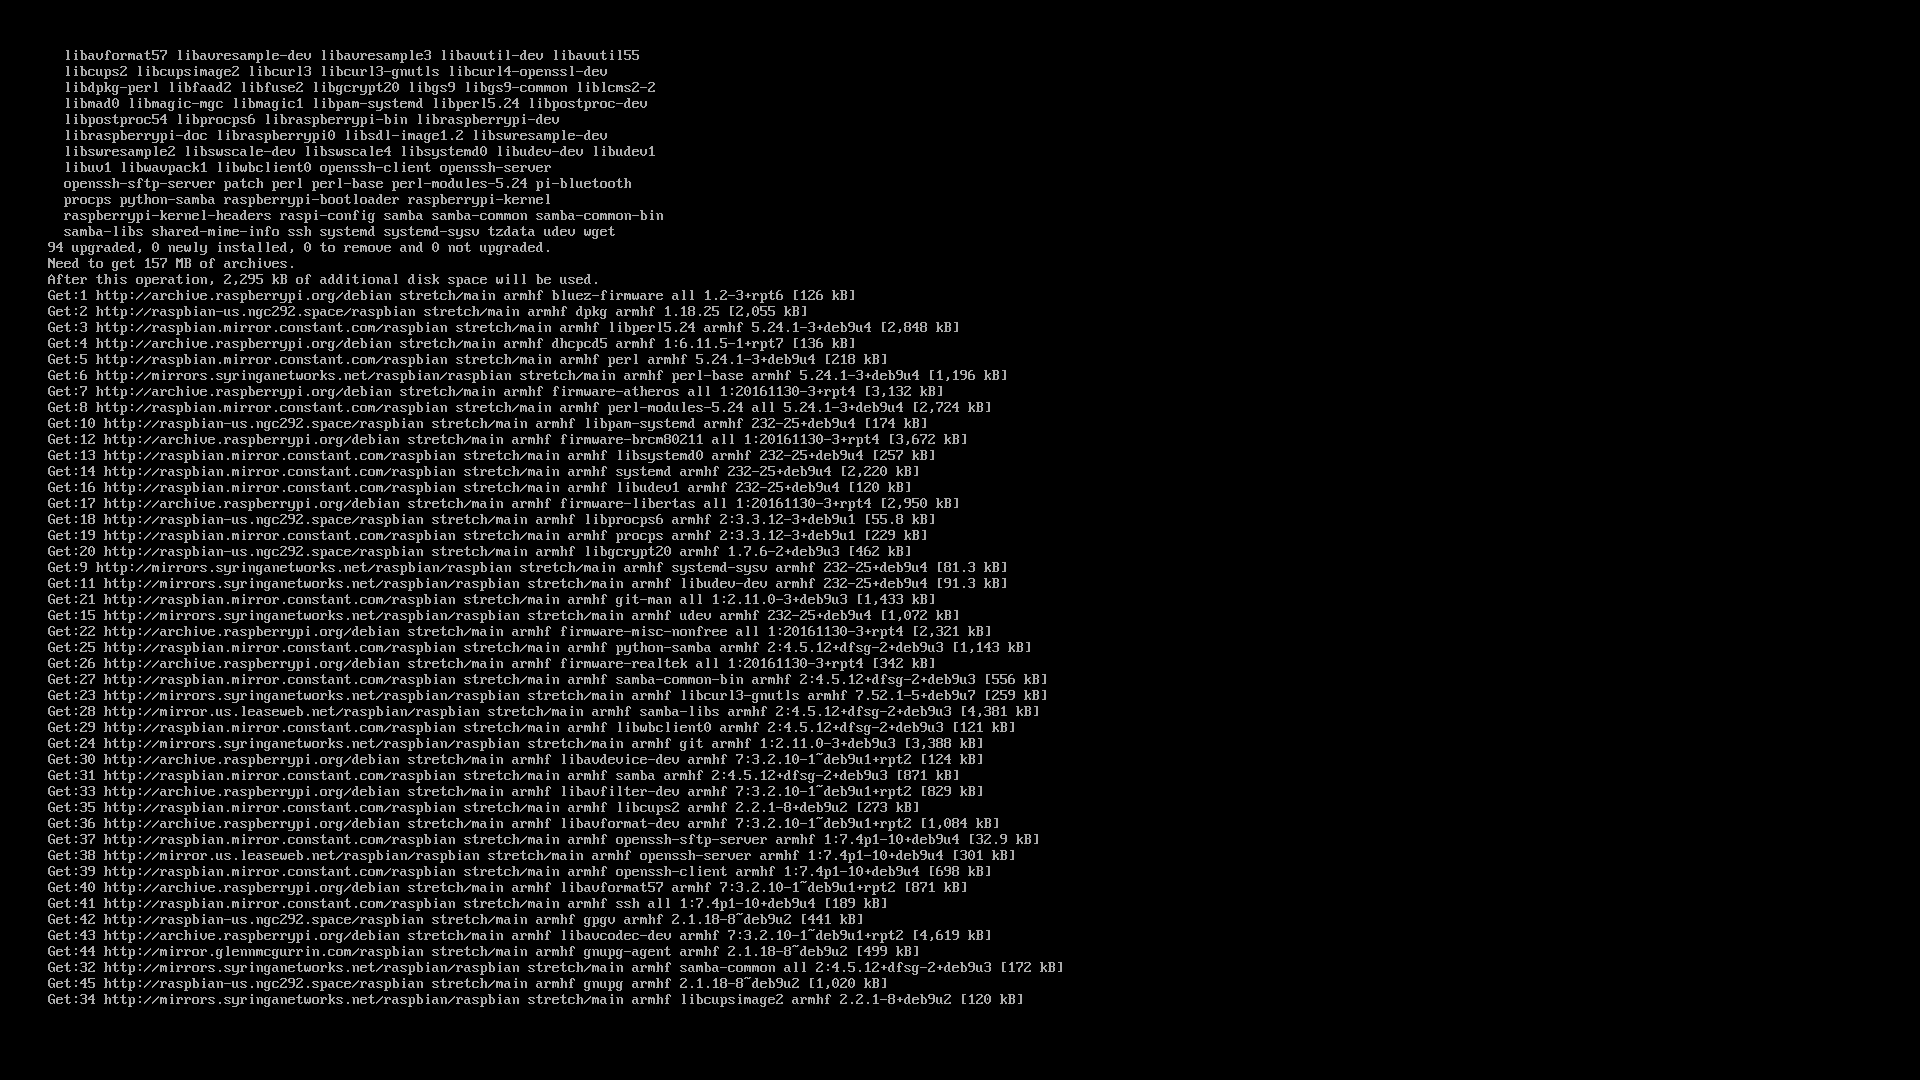 libavformat57 libavresample-dev libavresample3 libavutil-dev libavutil55
libcups2 libcupsimage2 libcurl3 libcurl3-gnutls libcurl4-openssl-dev
libdpkg-perl libfaad2 libfuse2 libgcrypt20 libgs9 libgs9-common liblcms2-2
libmad0 libmagic-mgc libmagic1 libpam-systemd libperl5.24 libpostproc-dev
libpostproc54 libprocps6 libraspberrypi-bin libraspberrypi-dev
libraspberrypi-doc libraspberrypi0 libsdl-image1.2 libswresample-dev
libswresample2 libswscale-dev libswscale4 libsystemd0 libudev-dev libudev1
libuv1 libwavpack1 libwbclient0 openssh-client openssh-server
openssh-sftp-server patch perl perl-base perl-modules-5.24 pi-bluetooth
procps python-samba raspberrypi-bootloader raspberrypi-kernel
raspberrypi-kernel-headers raspi-config samba samba-common samba-common-bin
samba-libs shared-mime-info ssh systemd systemd-sysv tzdata udev wget
94 upgraded, 0 newly installed, 0 to remove and 0 not upgraded.
Need to get 157 MB of archives.
After this operation, 2,295 kB of additional disk space will be used.
Get:1 http://archive.raspberrypi.org/debian stretch/main armhf bluez-firmware all 1.2-3+rpt6 [126 kB]
Get:2 http://raspbian-us.ngc292.space/raspbian stretch/main armhf dpkg armhf 1.18.25 [2,055 kB]
Get:3 http://raspbian.mirror.constant.com/raspbian stretch/main armhf libperl5.24 armhf 5.24.1-3+deb9u4 [2,848 kB]
Get:4 http://archive.raspberrypi.org/debian stretch/main armhf dhcpcd5 armhf 1:6.11.5-1+rpt7 [136 kB]
Get:5 http://raspbian.mirror.constant.com/raspbian stretch/main armhf perl armhf 5.24.1-3+deb9u4 [218 kB]
Get:6 http://mirrors.syringanetworks.net/raspbian/raspbian stretch/main armhf perl-base armhf 5.24.1-3+deb9u4 [1,196 kB]
Get:7 http://archive.raspberrypi.org/debian stretch/main armhf firmware-atheros all 1:20161130-3+rpt4 [3,132 kB]
Get:8 http://raspbian.mirror.constant.com/raspbian stretch/main armhf perl-modules-5.24 all 5.24.1-3+deb9u4 [2,724 kB]
Get:10 http://raspbian-us.ngc292.space/raspbian stretch/main armhf libpam-systemd armhf 232-25+deb9u4 [174 kB]
Get:12 http://archive.raspberrypi.org/debian stretch/main armhf firmware-brcm80211 all 1:20161130-3+rpt4 [3,672 kB]
Get:13 http://raspbian.mirror.constant.com/raspbian stretch/main armhf libsystemd0 armhf 232-25+deb9u4 [257 kB]
Get:14 http://raspbian.mirror.constant.com/raspbian stretch/main armhf systemd armhf 232-25+deb9u4 [2,220 kB]
Get:16 http://raspbian.mirror.constant.com/raspbian stretch/main armhf libudev1 armhf 232-25+deb9u4 [120 kB]
Get:17 http://archive.raspberrypi.org/debian stretch/main armhf firmware-libertas all 1:20161130-3+rpt4 [2,950 kB]
Get:18 http://raspbian-us.ngc292.space/raspbian stretch/main armhf libprocps6 armhf 2:3.3.12-3+deb9u1 [55.8 kB]
Get:19 http://raspbian.mirror.constant.com/raspbian stretch/main armhf procps armhf 2:3.3.12-3+deb9u1 [229 kB]
Get:20 http://raspbian-us.ngc292.space/raspbian stretch/main armhf libgcrypt20 armhf 1.7.6-2+deb9u3 [462 kB]
Get:9 http://mirrors.syringanetworks.net/raspbian/raspbian stretch/main armhf systemd-sysv armhf 232-25+deb9u4 [81.3 kB]
Get:11 http://mirrors.syringanetworks.net/raspbian/raspbian stretch/main armhf libudev-dev armhf 232-25+deb9u4 [91.3 kB]
Get:21 http://raspbian.mirror.constant.com/raspbian stretch/main armhf git-man all 1:2.11.0-3+deb9u3 [1,433 kB]
Get:15 http://mirrors.syringanetworks.net/raspbian/raspbian stretch/main armhf udev armhf 232-25+deb9u4 [1,072 kB]
Get:22 http://archive.raspberrypi.org/debian stretch/main armhf firmware-misc-nonfree all 1:20161130-3+rpt4 [2,321 kB]
Get:25 http://raspbian.mirror.constant.com/raspbian stretch/main armhf python-samba armhf 2:4.5.12+dfsg-2+deb9u3 [1,143 kB]
Get:26 http://archive.raspberrypi.org/debian stretch/main armhf firmware-realtek all 1:20161130-3+rpt4 [342 kB]
Get:27 http://raspbian.mirror.constant.com/raspbian stretch/main armhf samba-common-bin armhf 2:4.5.12+dfsg-2+deb9u3 [556 kB]
Get:23 http://mirrors.syringanetworks.net/raspbian/raspbian stretch/main armhf libcurl3-gnutls armhf 7.52.1-5+deb9u7 [259 kB]
Get:28 http://mirror.us.leaseweb.net/raspbian/raspbian stretch/main armhf samba-libs armhf 2:4.5.12+dfsg-2+deb9u3 [4,381 kB]
Get:29 http://raspbian.mirror.constant.com/raspbian stretch/main armhf libwbclient0 armhf 2:4.5.12+dfsg-2+deb9u3 [121 kB]
Get:24 http://mirrors.syringanetworks.net/raspbian/raspbian stretch/main armhf git armhf 1:2.11.0-3+deb9u3 [3,388 kB]
Get:30 http://archive.raspberrypi.org/debian stretch/main armhf libavdevice-dev armhf 7:3.2.10-1~deb9u1+rpt2 [124 kB]
Get:31 http://raspbian.mirror.constant.com/raspbian stretch/main armhf samba armhf 2:4.5.12+dfsg-2+deb9u3 [871 kB]
Get:33 http://archive.raspberrypi.org/debian stretch/main armhf libavfilter-dev armhf 7:3.2.10-1~deb9u1+rpt2 [829 kB]
Get:35 http://raspbian.mirror.constant.com/raspbian stretch/main armhf libcups2 armhf 2.2.1-8+deb9u2 [273 kB]
Get:36 http://archive.raspberrypi.org/debian stretch/main armhf libavformat-dev armhf 7:3.2.10-1~deb9u1+rpt2 [1,084 kB]
Get:37 http://raspbian.mirror.constant.com/raspbian stretch/main armhf openssh-sftp-server armhf 1:7.4p1-10+deb9u4 [32.9 kB]
Get:38 http://mirror.us.leaseweb.net/raspbian/raspbian stretch/main armhf openssh-server armhf 1:7.4p1-10+deb9u4 [301 kB]
Get:39 http://raspbian.mirror.constant.com/raspbian stretch/main armhf openssh-client armhf 1:7.4p1-10+deb9u4 [698 kB]
Get:40 http://archive.raspberrypi.org/debian stretch/main armhf libavformat57 armhf 7:3.2.10-1~deb9u1+rpt2 [871 kB]
Get:41 http://raspbian.mirror.constant.com/raspbian stretch/main armhf ssh all 1:7.4p1-10+deb9u4 [189 kB]
Get:42 http://raspbian-us.ngc292.space/raspbian stretch/main armhf gpgv armhf 2.1.18-8~deb9u2 [441 kB]
Get:43 http://archive.raspberrypi.org/debian stretch/main armhf libavcodec-dev armhf 7:3.2.10-1~deb9u1+rpt2 [4,619 kB]
Get:44 http://mirror.glennmcgurrin.com/raspbian stretch/main armhf gnupg-agent armhf 2.1.18-8~deb9u2 [499 kB]
Get:32 http://mirrors.syringanetworks.net/raspbian/raspbian stretch/main armhf samba-common all 2:4.5.12+dfsg-2+deb9u3 [172 kB]
Get:45 http://raspbian-us.ngc292.space/raspbian stretch/main armhf gnupg armhf 2.1.18-8~deb9u2 [1,020 kB]
Get:34 http://mirrors.syringanetworks.net/raspbian/raspbian stretch/main armhf libcupsimage2 armhf 2.2.1-8+deb9u2 [120 kB]